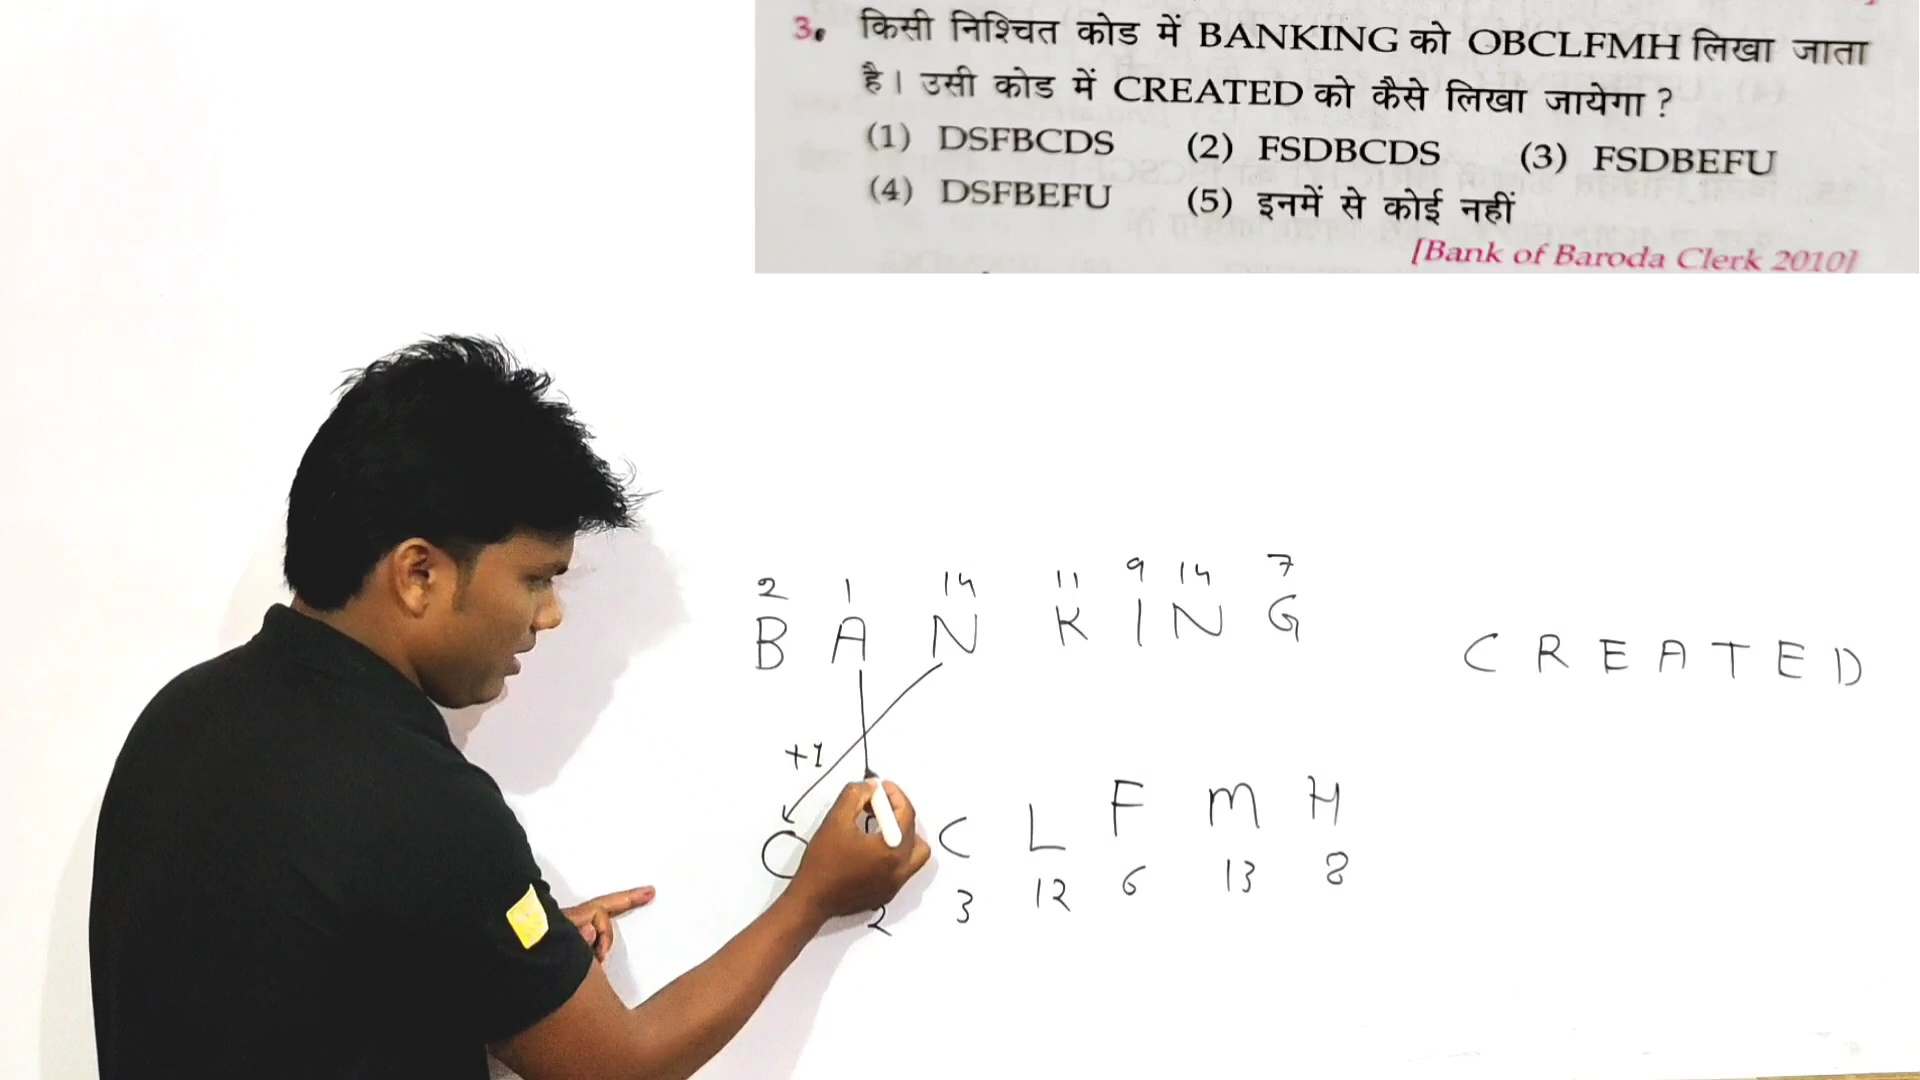 3. किसी निश्चित कोड में BANKING को OBCLFMH लिखा जाता
है। उसी कोड में CREATED को कैसे लिखा जायेगा ?
(1) DSFBCDS (2) FSDBCDS (3) FSDBEFU
(4) DSFBEFU (5) इनमें से कोई नहीं
[Bank of Baroda Clerk 2010]
2 1 14 11 9 14 7
B A N K I N G
C R E A T E D
+1
O C L F M H
2 3 12 6 13 8